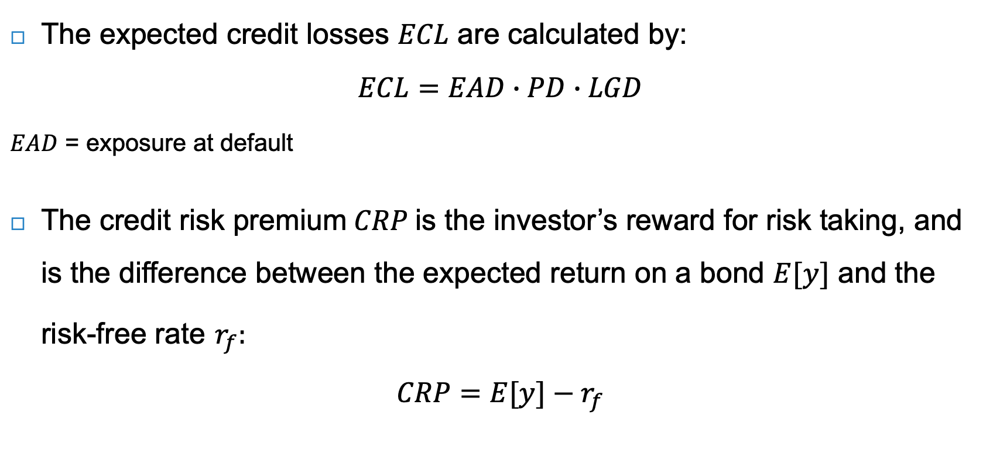 ▫ The expected credit losses ECL are calculated by:
ECL = EAD · PD · LGD
EAD = exposure at default
▫ The credit risk premium CRP is the investor’s reward for risk taking, and
is the difference between the expected return on a bond E[y] and the
risk-free rate r_f:
CRP = E[y] − r_f